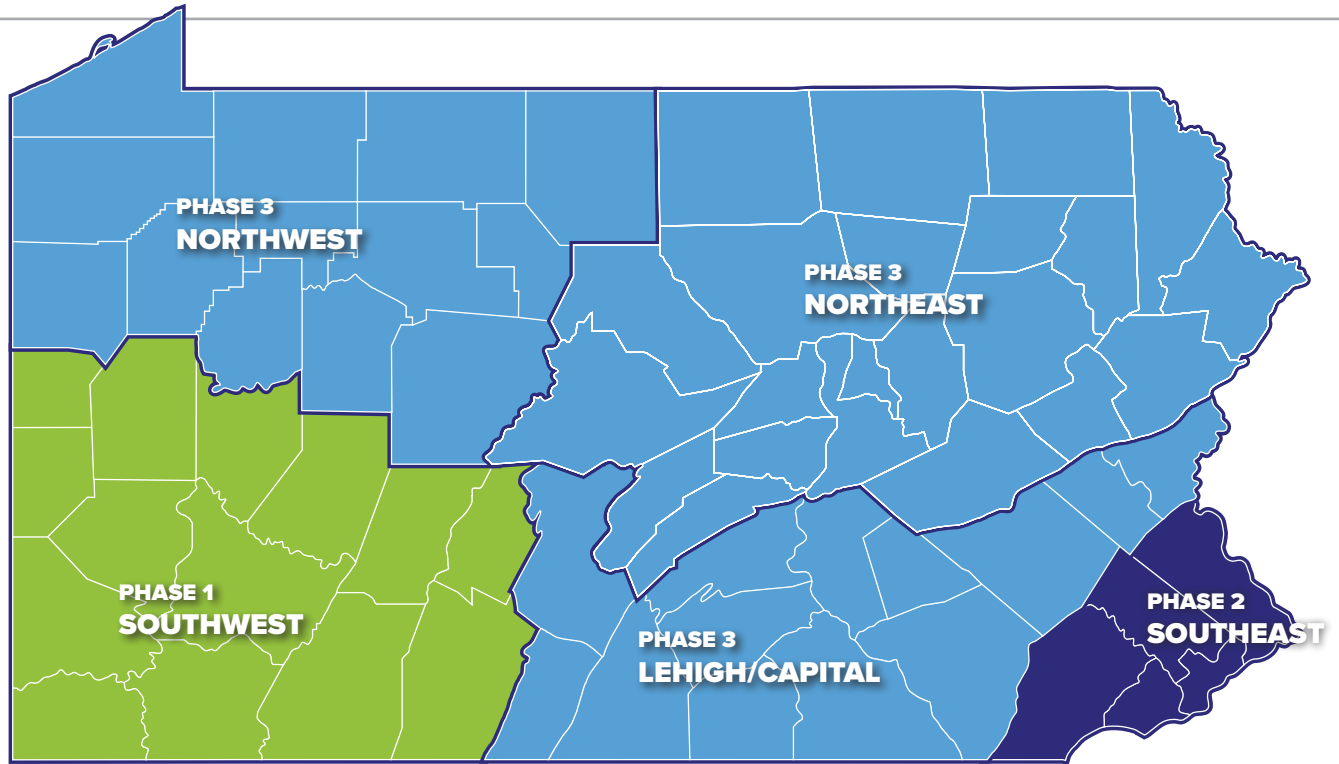 PHASE 3
NORTHWEST
PHASE 3
NORTHEAST
PHASE 1
SOUTHWEST
PHASE 3
LEHIGH/CAPITAL
PHASE 2
SOUTHEAST